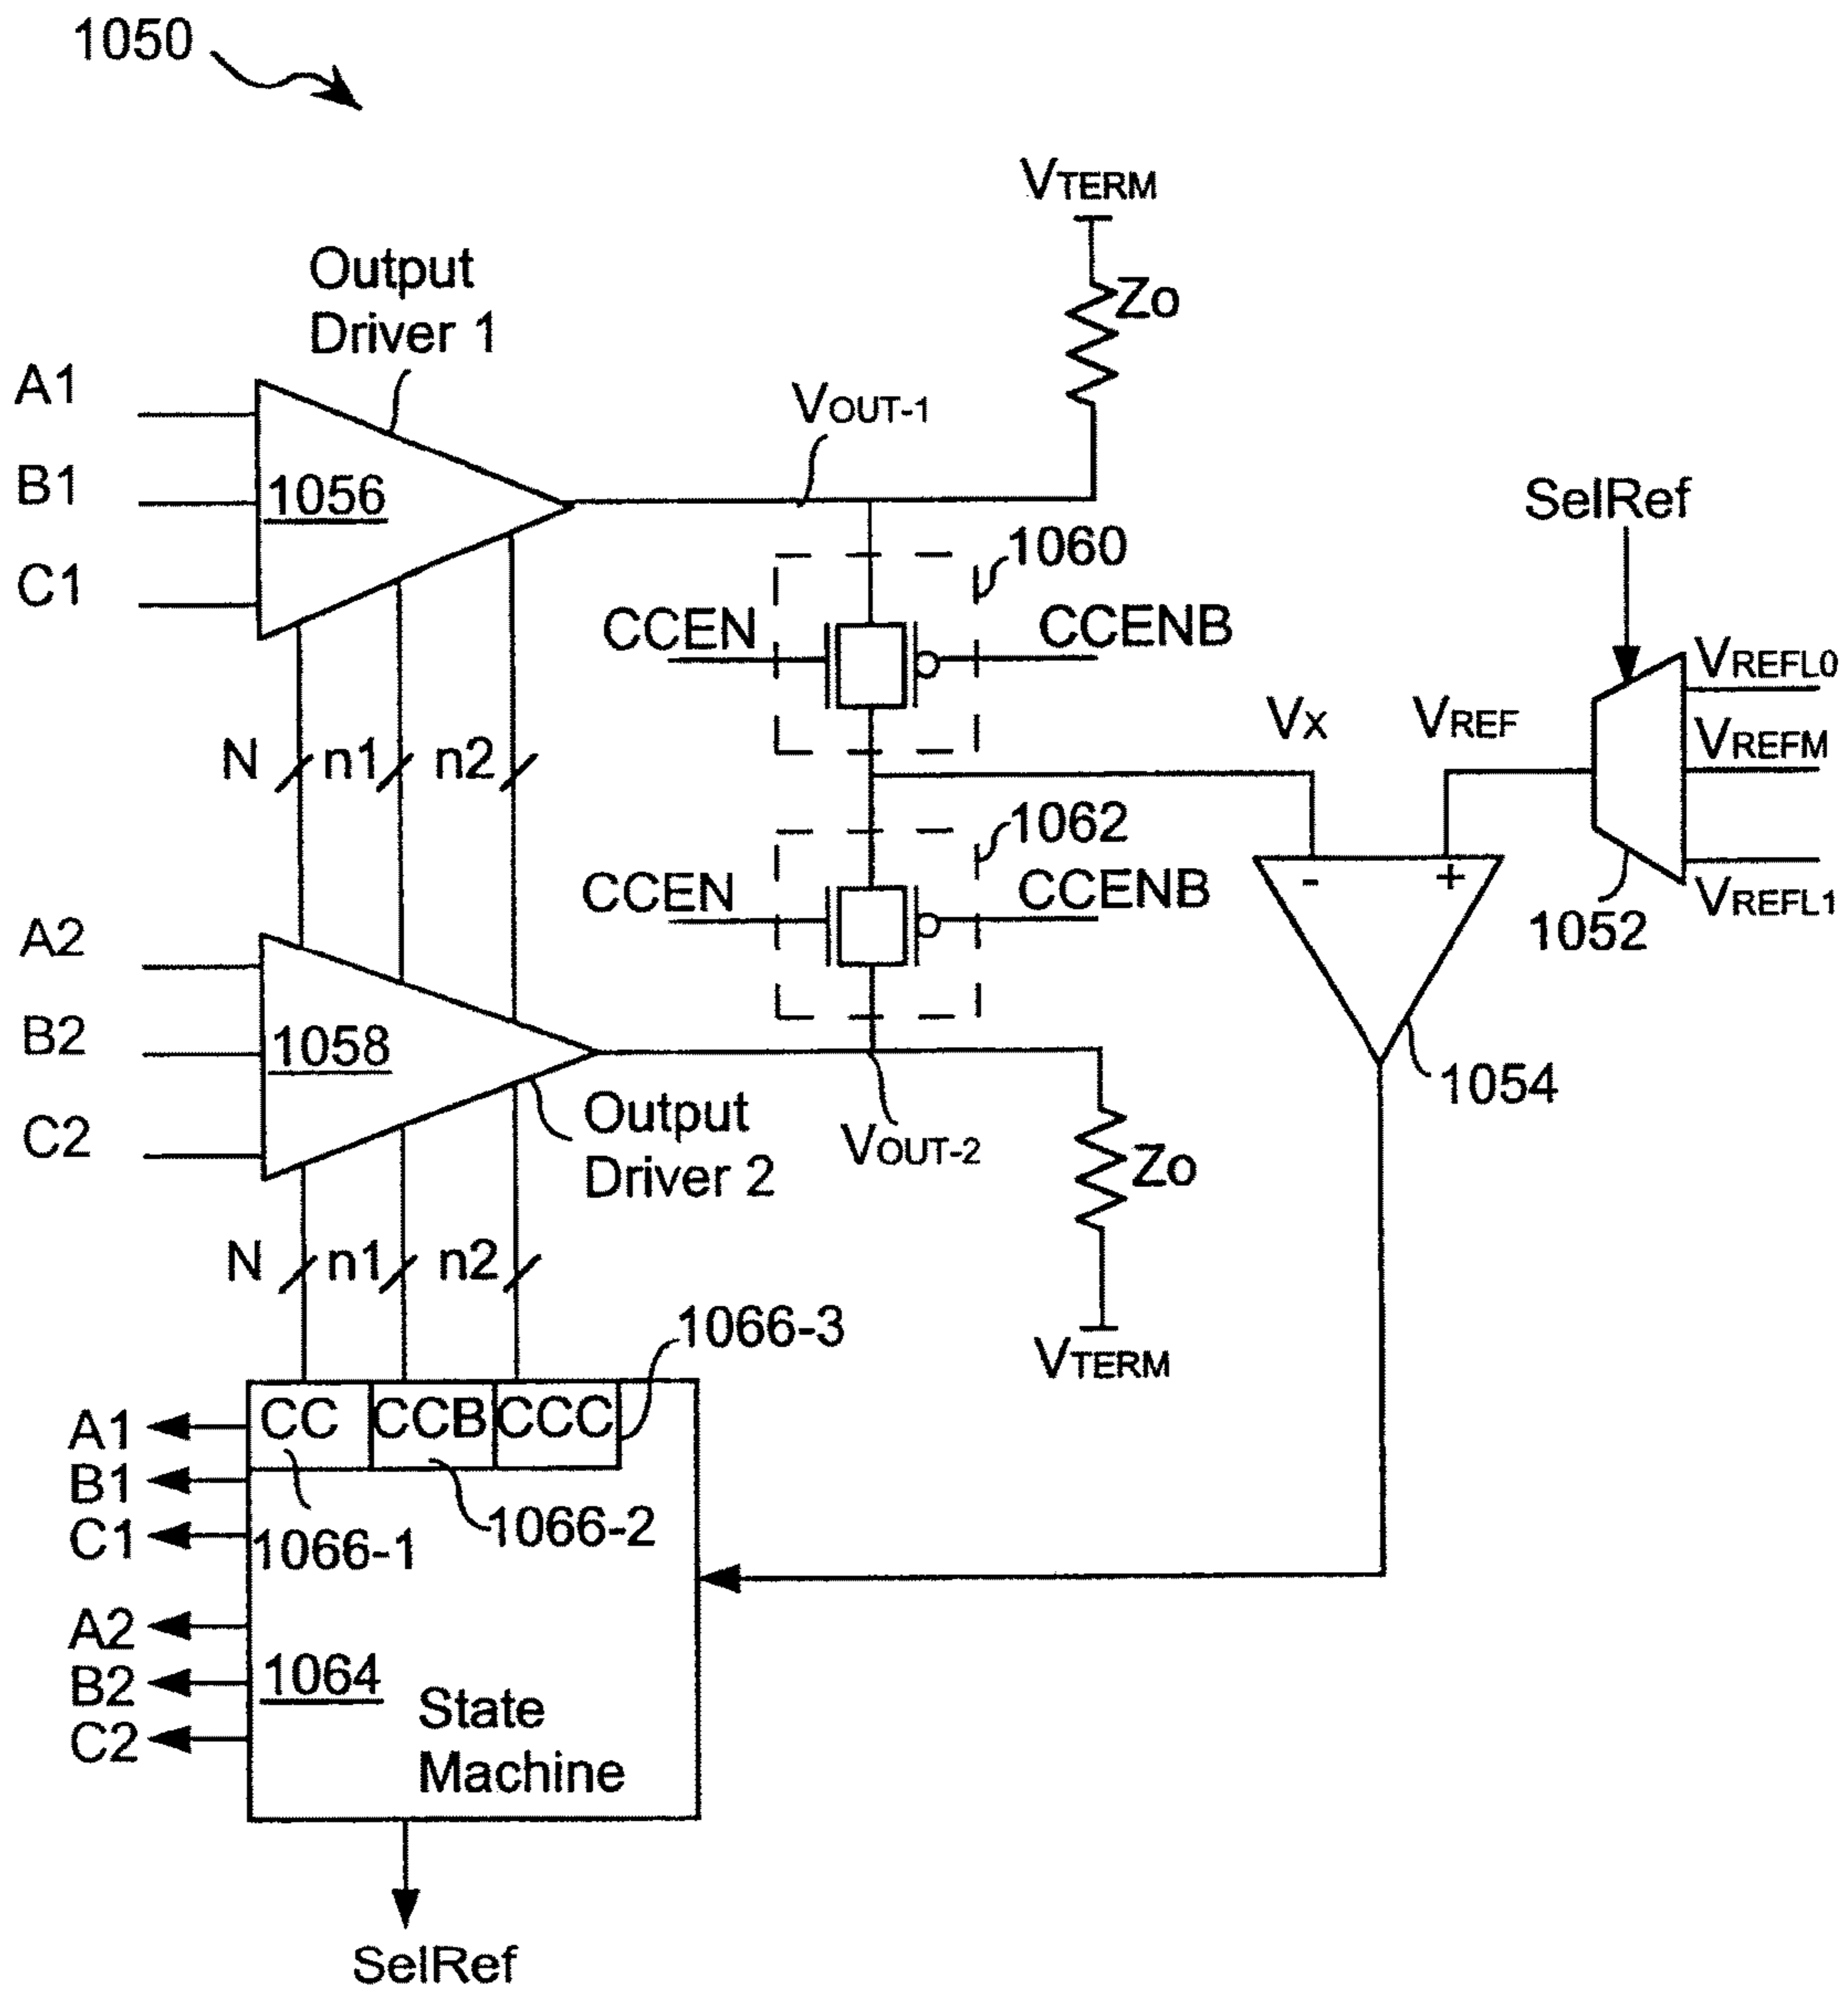 1050
VTERM
Output
Driver 1
Zo
A1
VOUT-1
B1
1056
SelRef
C1
1060
CCEN
CCENB
VREFL0
VX
VREF
N
n1
n2
VREFM
1062
CCEN
CCENB
- +
VREFL1
1052
A2
B2
1058
1054
C2
Output
Driver 2
VOUT-2
Zo
N
n1
n2
1066-3
VTERM
CC
CCB
CCC
A1
B1
1066-2
C1
1066-1
A2
1064
B2
State
C2
Machine
SelRef